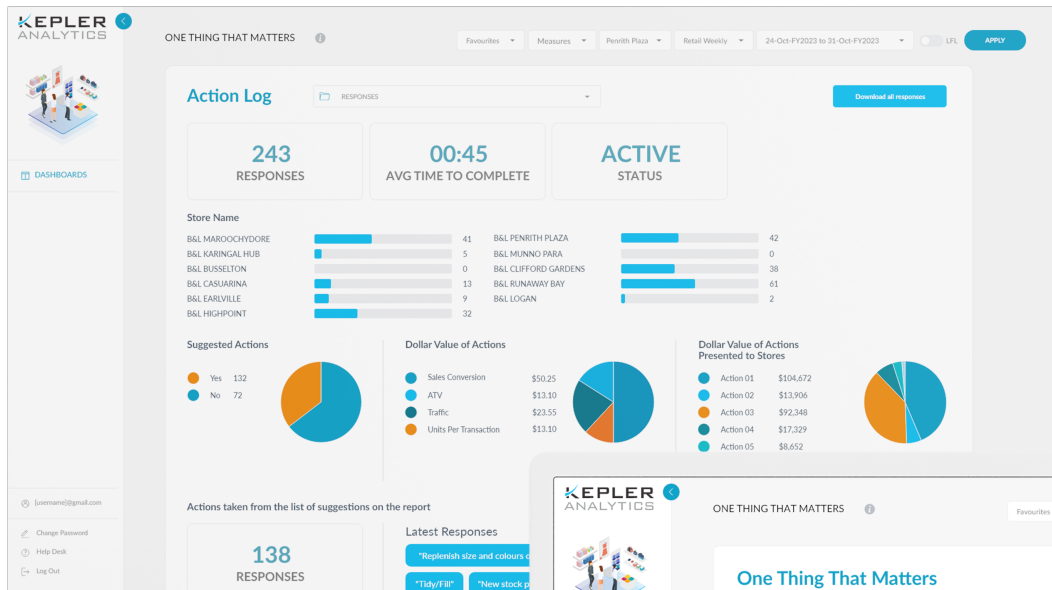 KEPLER
ANALYTICS
ONE THING THAT MATTERS
i
Favourites
Measures
Penrith Plaza
Retail Weekly
24-Oct-FY2023 to 31-Oct-FY2023
LFL
APPLY
DASHBOARDS
[username]@gmail.com
Change Password
Help Desk
Log Out
Action Log
RESPONSES
Download all responses
243
RESPONSES
00:45
AVG TIME TO COMPLETE
ACTIVE
STATUS
Store Name
B&L MAROOCHYDORE 41
B&L KARINGAL HUB 5
B&L BUSSELTON 0
B&L CASUARINA 13
B&L EARLVILLE 9
B&L HIGHPOINT 32
B&L PENRITH PLAZA 42
B&L MUNNO PARA 0
B&L CLIFFORD GARDENS 38
B&L RUNAWAY BAY 61
B&L LOGAN 2
Suggested Actions
Yes 132
No 72
Dollar Value of Actions
Sales Conversion $50.25
ATV $13.10
Traffic $23.55
Units Per Transaction $13.10
Dollar Value of Actions
Presented to Stores
Action 01 $104,672
Action 02 $13,906
Action 03 $92,348
Action 04 $17,329
Action 05 $8,652
Actions taken from the list of suggestions on the report
138
RESPONSES
Latest Responses
"Replenish size and colours o
"Tidy/Fill"
"New stock p
KEPLER
ANALYTICS
ONE THING THAT MATTERS
i
Favourites
One Thing That Matters